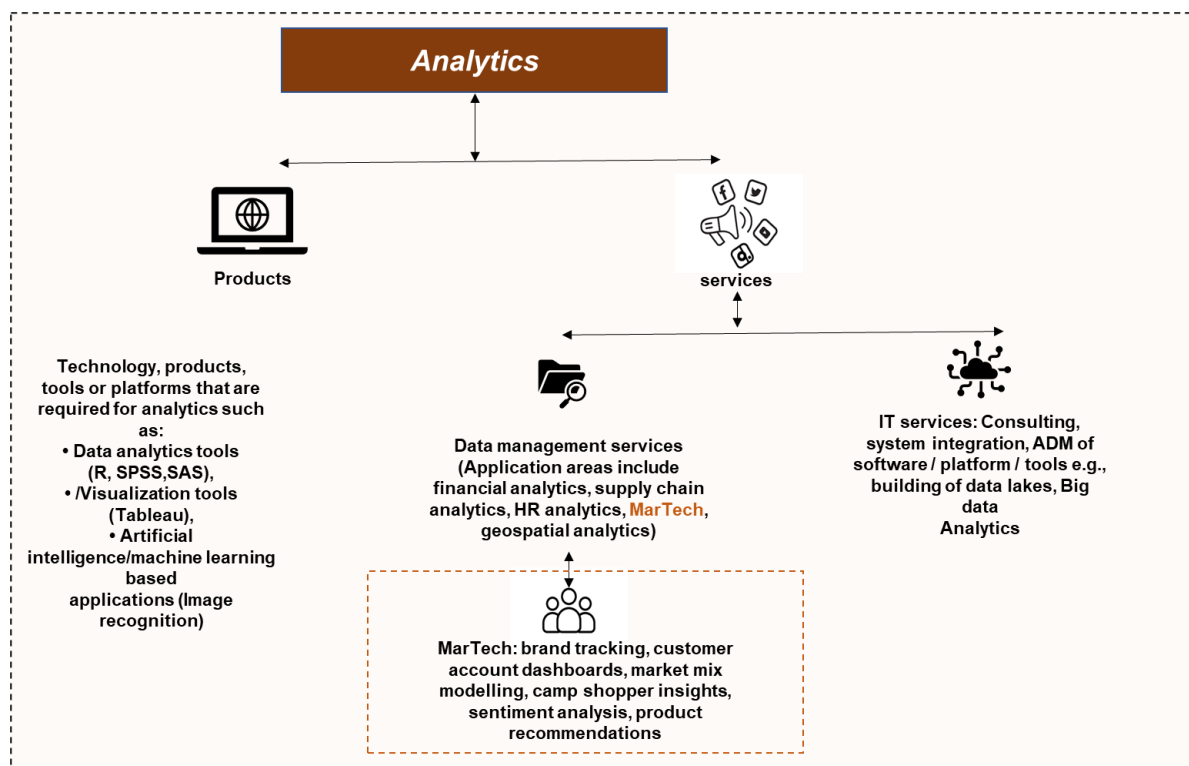 Analytics
Products
services
Technology, products,
tools or platforms that are
required for analytics such
as:
• Data analytics tools
(R, SPSS,SAS),
• /Visualization tools
(Tableau),
• Artificial
intelligence/machine learning
based
applications (Image
recognition)
Data management services
(Application areas include
financial analytics, supply chain
analytics, HR analytics, MarTech,
geospatial analytics)
IT services: Consulting,
system integration, ADM of
software / platform / tools e.g.,
building of data lakes, Big
data
Analytics
MarTech: brand tracking, customer
account dashboards, market mix
modelling, camp shopper insights,
sentiment analysis, product
recommendations